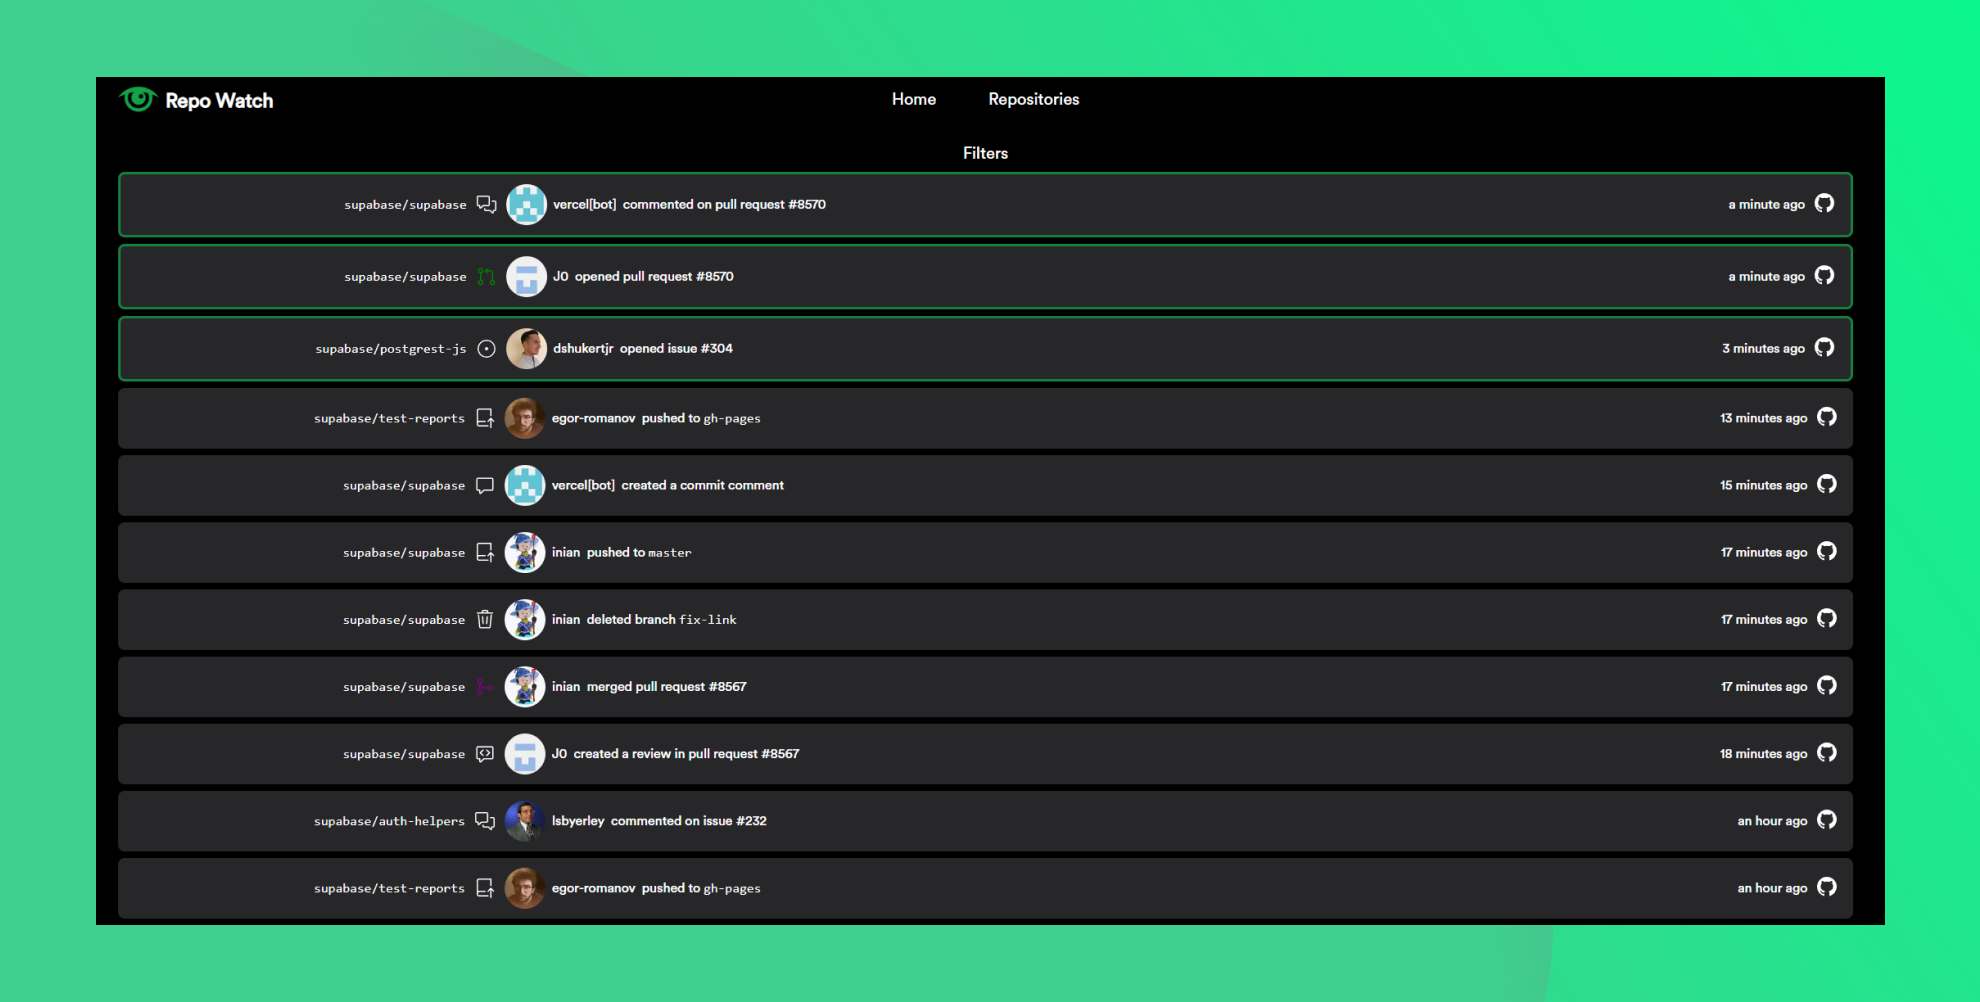 Repo Watch
Home Repositories
Filters
supabase/supabase vercel[bot] commented on pull request #8570 a minute ago
supabase/supabase J0 opened pull request #8570 a minute ago
supabase/postgrest-js dshukertjr opened issue #304 3 minutes ago
supabase/test-reports egor-romanov pushed to gh-pages 13 minutes ago
supabase/supabase vercel[bot] created a commit comment 15 minutes ago
supabase/supabase inian pushed to master 17 minutes ago
supabase/supabase inian deleted branch fix-link 17 minutes ago
supabase/supabase inian merged pull request #8567 17 minutes ago
supabase/supabase J0 created a review in pull request #8567 18 minutes ago
supabase/auth-helpers lsbyerley commented on issue #232 an hour ago
supabase/test-reports egor-romanov pushed to gh-pages an hour ago